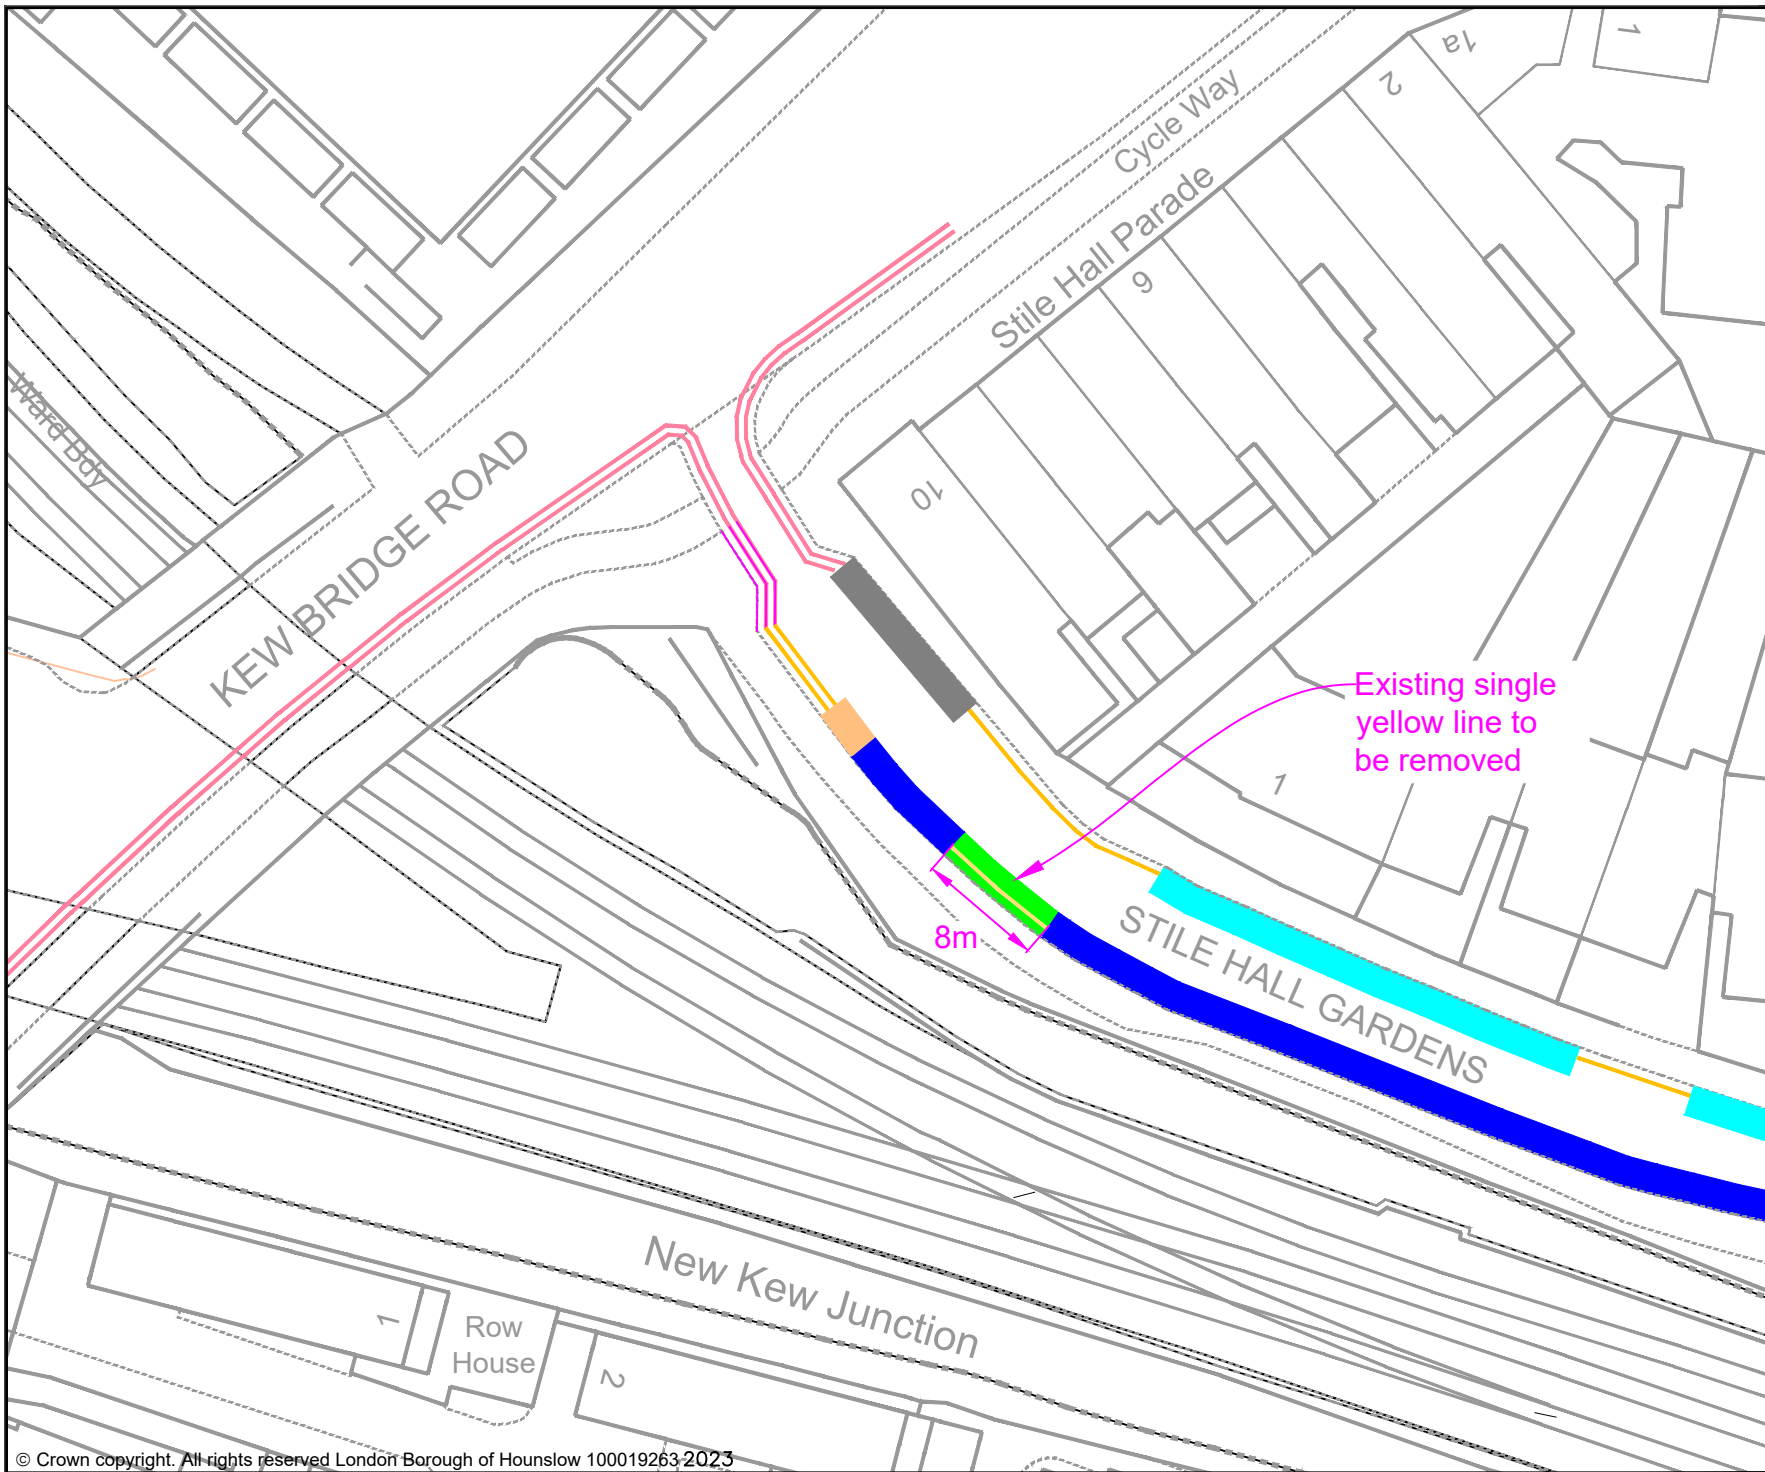 1a
1
2
Cycle Way
Stile Hall Parade
6
10
Ward Bdy
KEW BRIDGE ROAD
Existing single
yellow line to
be removed
1
8m
STILE HALL GARDENS
New Kew Junction
1
Row
House
2
© Crown copyright. All rights reserved London Borough of Hounslow 100019263 2023